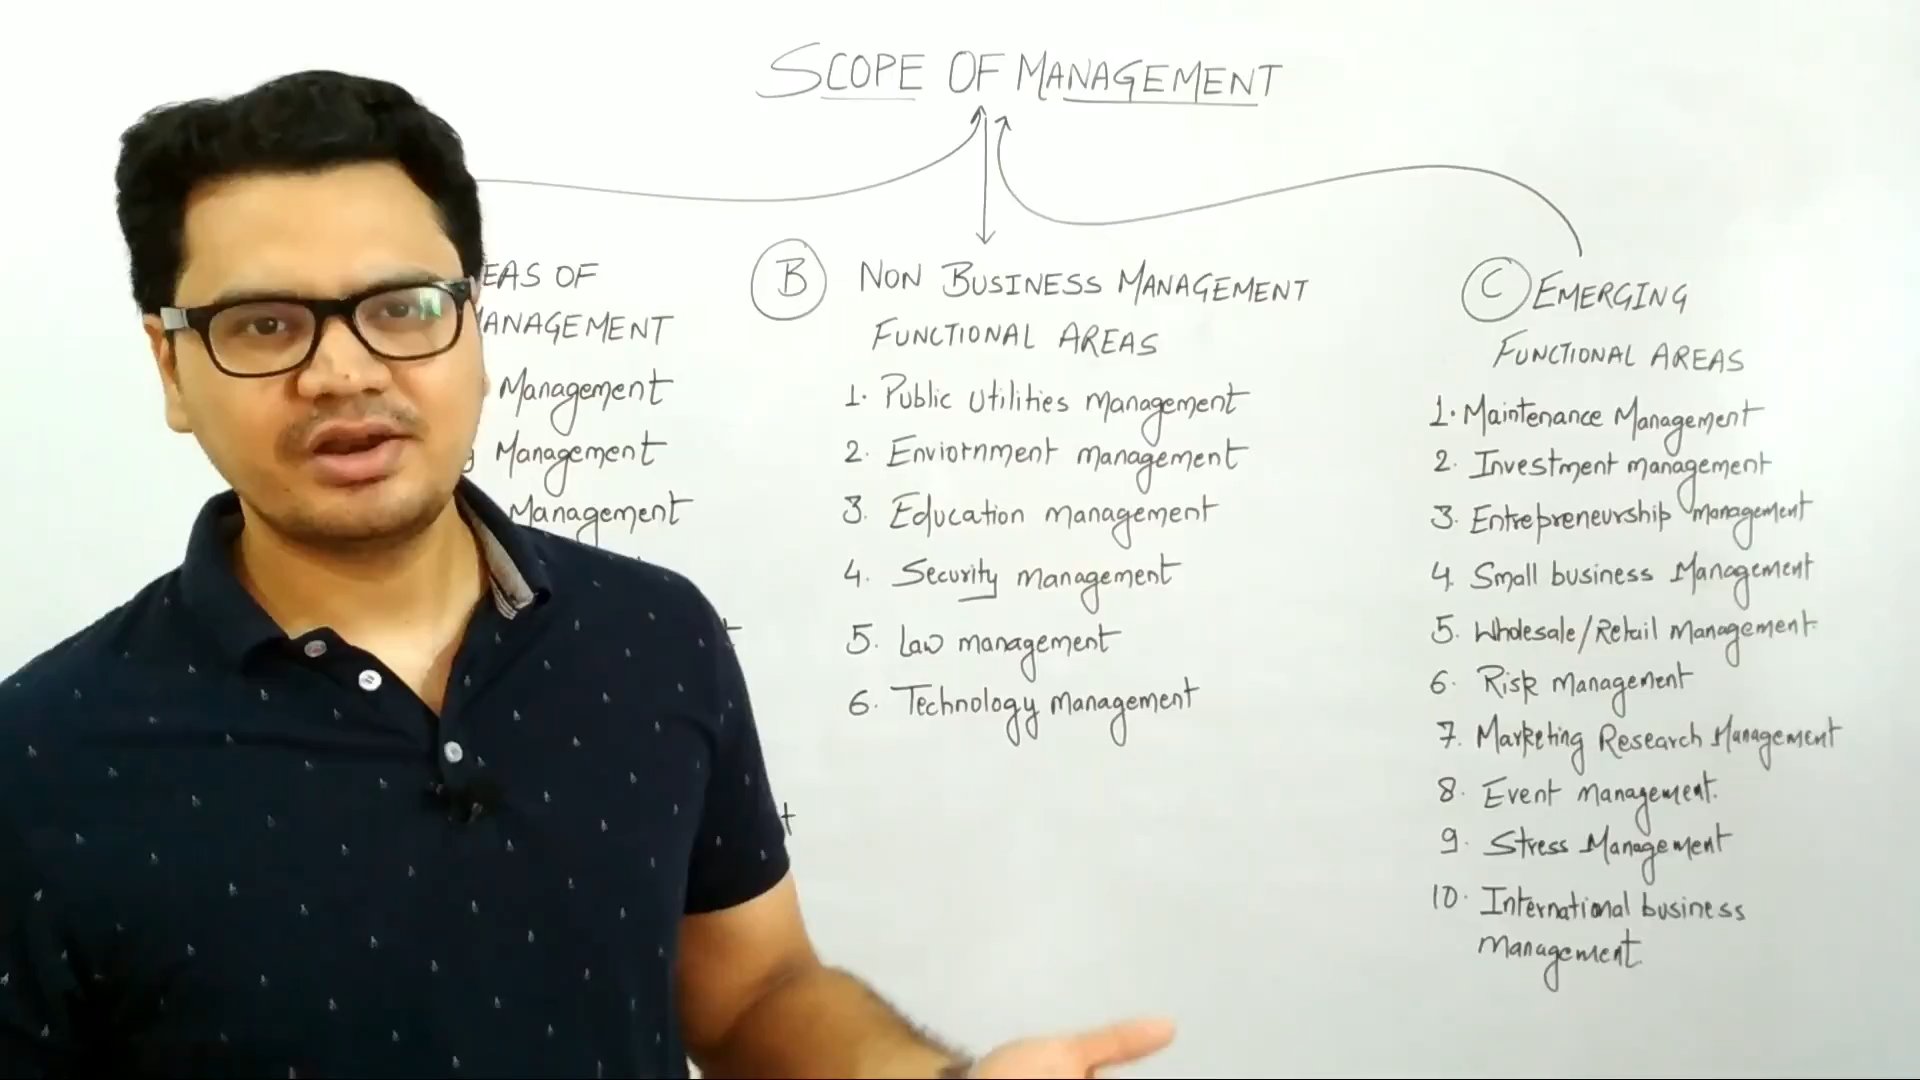 SCOPE OF MANAGEMENT
EAS OF
MANAGEMENT
Management
Management
Management
B NON BUSINESS MANAGEMENT
FUNCTIONAL AREAS
1. Public Utilities management
2. Enviornment management
3. Education management
4. Security management
5. Law management
6. Technology management
C EMERGING
FUNCTIONAL AREAS
1. Maintenance Management
2. Investment management
3. Entrepreneurship management
4. Small business Management
5. Wholesale/Retail Management
6. Risk Management
7. Marketing Research Management
8. Event Management.
9. Stress Management
10. International business
Management